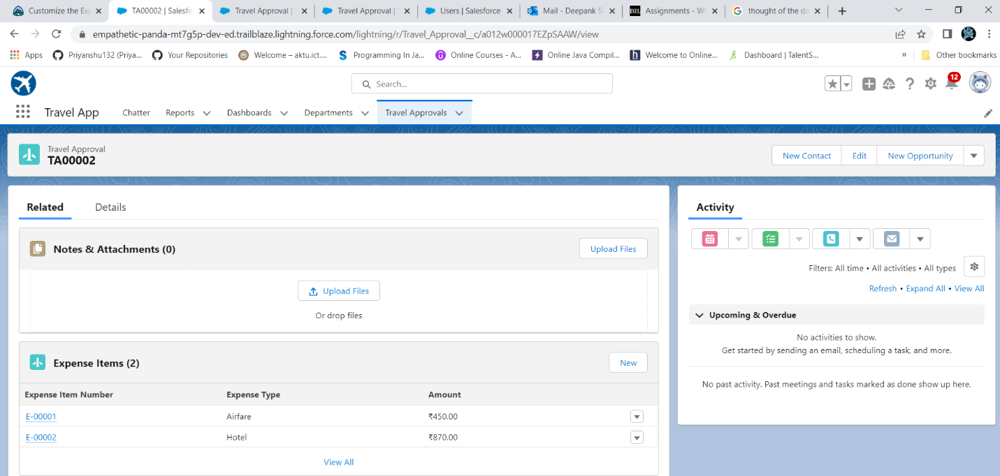 Customize the Exp
TA00002 | Salesfo
Travel Approval |
Travel Approval |
Users | Salesforce
Mail - Deepank S
Assignments - W
thought of the da
empathetic-panda-mt7g5p-dev-ed.trailblaze.lightning.force.com/lightning/r/Travel_Approval__c/a012w000017EZpSAAW/view
Apps
Priyanshu132 (Priya...
Your Repositories
Welcome – aktu.ict....
Programming In Ja...
Online Courses - A...
Online Java Compil...
Welcome to Online...
Dashboard | TalentS...
» Other bookmarks
Search...
12
Travel App
Chatter
Reports
Dashboards
Departments
Travel Approvals
Travel Approval
TA00002
New Contact
Edit
New Opportunity
Related
Details
Activity
Notes & Attachments (0)
Upload Files
Upload Files
Or drop files
Filters: All time • All activities • All types
Refresh • Expand All • View All
Upcoming & Overdue
No activities to show.
Get started by sending an email, scheduling a task, and more.
No past activity. Past meetings and tasks marked as done show up here.
Expense Items (2)
New
Expense Item Number Expense Type Amount
E-00001 Airfare ₹450.00
E-00002 Hotel ₹870.00
View All